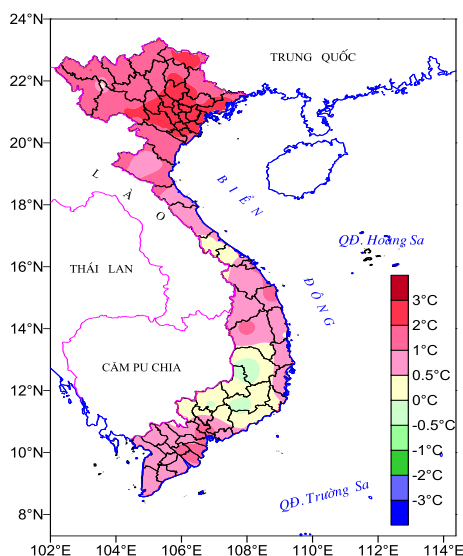 24°N
22°N
20°N
18°N
16°N
14°N
12°N
10°N
8°N
TRUNG QUỐC
LÀO
BIỂN
ĐÔNG
QĐ. Hoàng Sa
THÁI LAN
CĂM PU CHIA
QĐ. Trường Sa
3°C
2°C
1°C
0.5°C
0°C
-0.5°C
-1°C
-2°C
-3°C
102°E 104°E 106°E 108°E 110°E 112°E 114°E